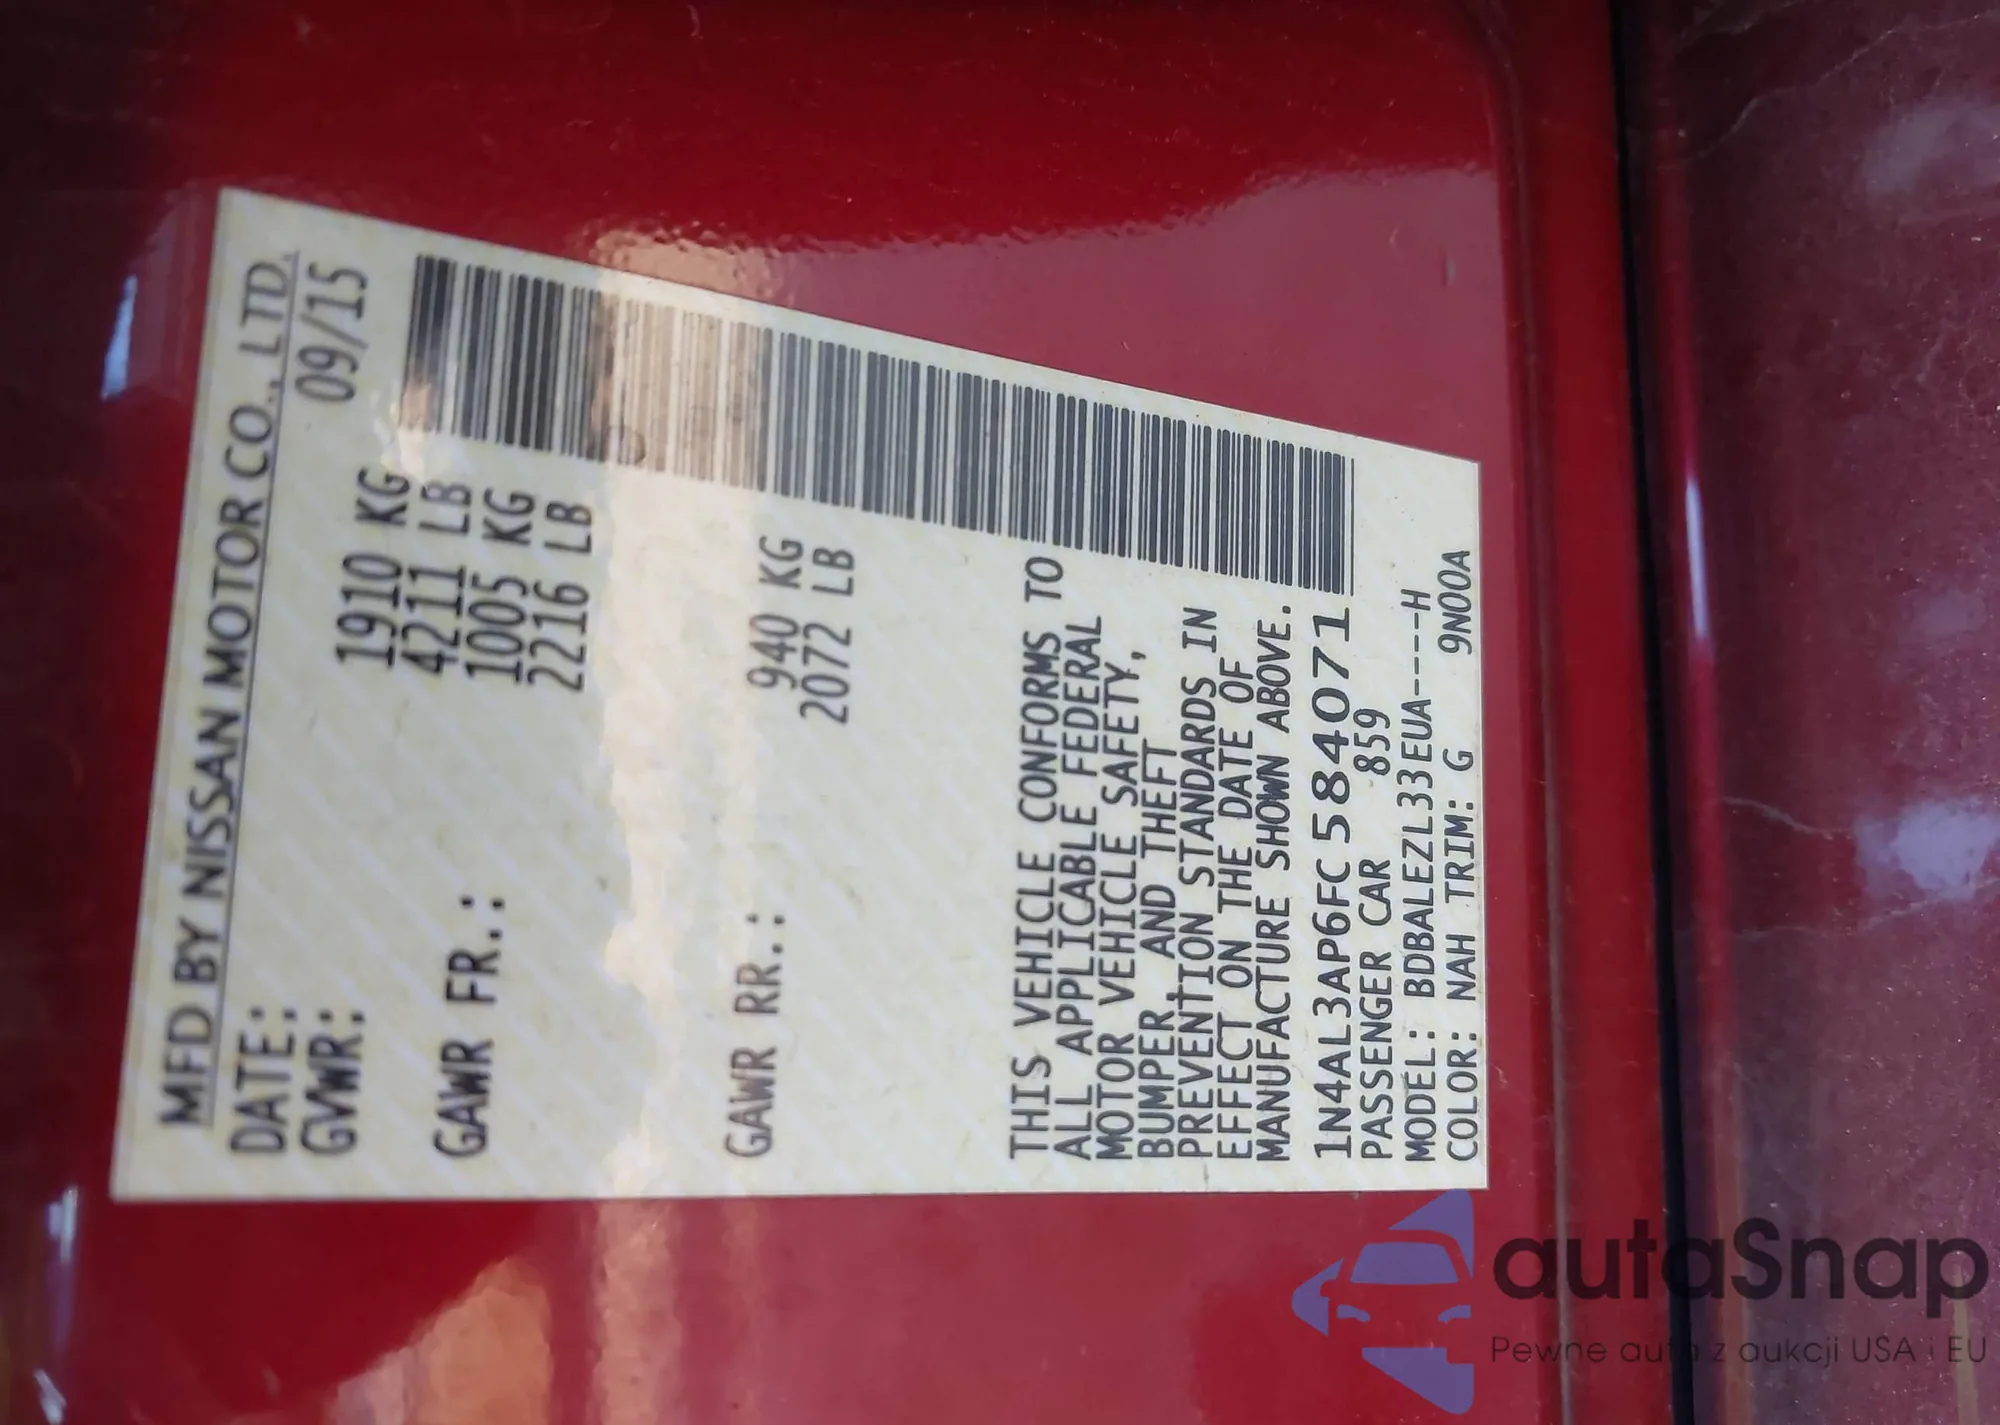 MFD BY NISSAN MOTOR CO., LTD.
DATE: 09/15
GVWR: 1910 KG
4211 LB
GAWR FR.: 1005 KG
2216 LB
GAWR RR.: 940 KG
2072 LB
THIS VEHICLE CONFORMS TO
ALL APPLICABLE FEDERAL
MOTOR VEHICLE SAFETY,
BUMPER, AND THEFT
PREVENTION STANDARDS IN
EFFECT ON THE DATE OF
MANUFACTURE SHOWN ABOVE.
1N4AL3AP6FC584071
PASSENGER CAR 859
MODEL: BDBALEZL33EUA----H
COLOR: NAH TRIM: G 9N00A
autaSnap
Pewne auta z aukcji USA i EU